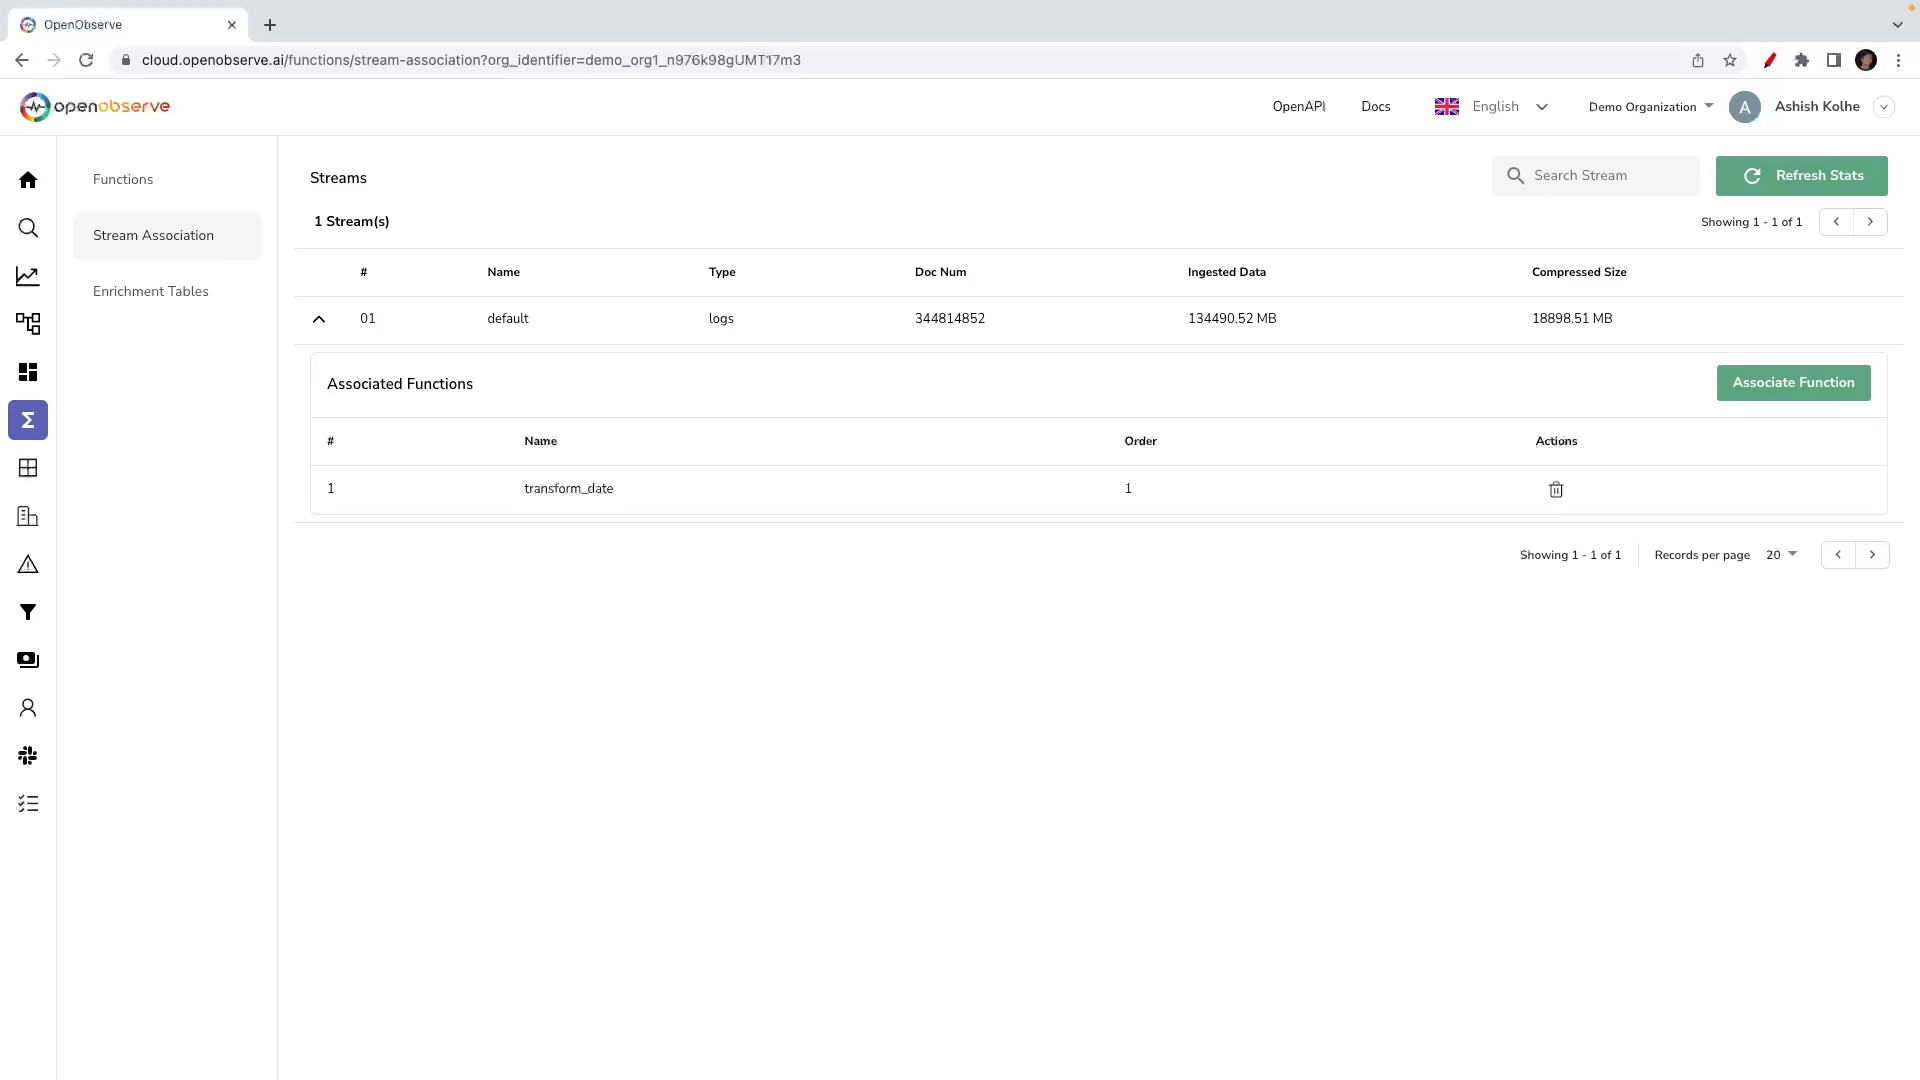 OpenObserve
cloud.openobserve.ai/functions/stream-association?org_identifier=demo_org1_n976k98gUMT17m3
openobserve
OpenAPI Docs English Demo Organization A Ashish Kolhe
Functions
Stream Association
Enrichment Tables
Streams
Search Stream
Refresh Stats
1 Stream(s)
Showing 1 - 1 of 1
# Name Type Doc Num Ingested Data Compressed Size
01 default logs 344814852 134490.52 MB 18898.51 MB
Associated Functions
Associate Function
# Name Order Actions
1 transform_date 1
Showing 1 - 1 of 1 Records per page 20